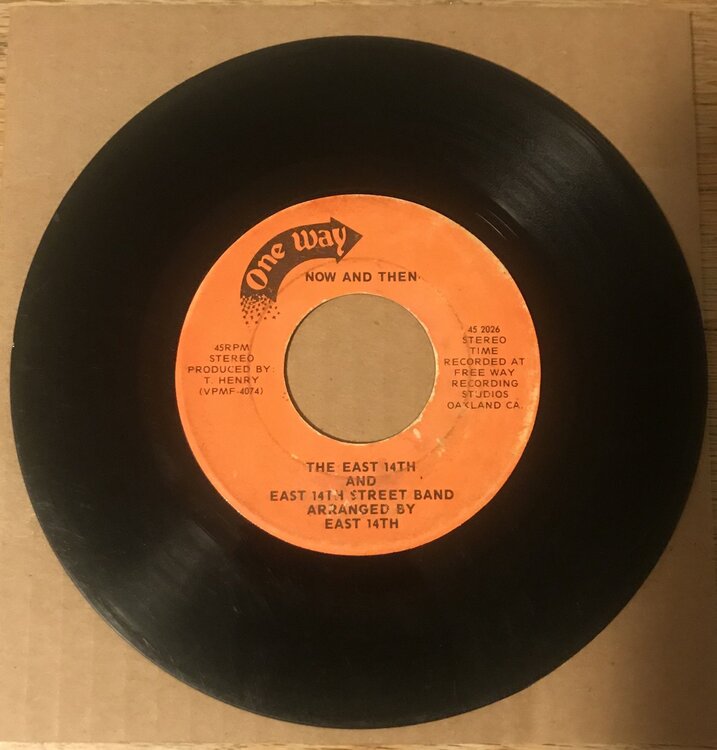 One Way
NOW AND THEN
45RPM
STEREO
PRODUCED BY:
T. HENRY
(VPMF-4074)
45 2026
STEREO
TIME
RECORDED AT
FREE WAY
RECORDING
STUDIOS
OAKLAND CA.
THE EAST 14TH
AND
EAST 14TH STREET BAND
ARRANGED BY
EAST 14TH